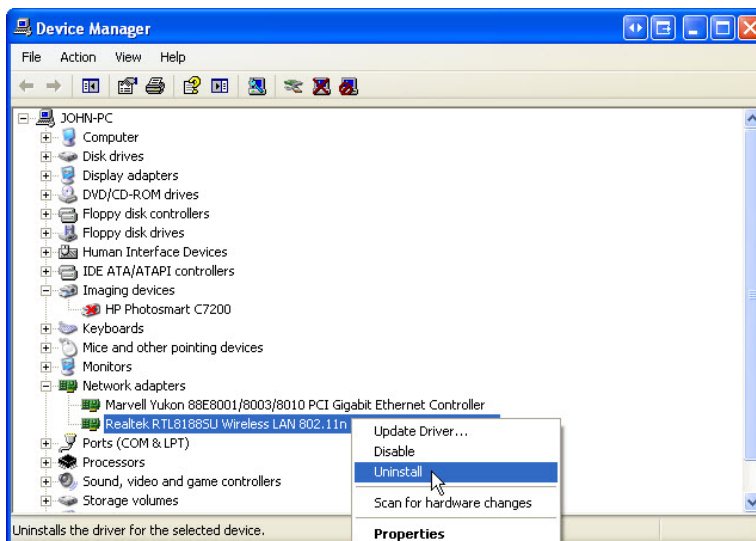 Device Manager
File Action View Help
JOHN-PC
Computer
Disk drives
Display adapters
DVD/CD-ROM drives
Floppy disk controllers
Floppy disk drives
Human Interface Devices
IDE ATA/ATAPI controllers
Imaging devices
HP Photosmart C7200
Keyboards
Mice and other pointing devices
Monitors
Network adapters
Marvell Yukon 88E8001/8003/8010 PCI Gigabit Ethernet Controller
Realtek RTL8188SU Wireless LAN 802.11n
Ports (COM & LPT)
Processors
Sound, video and game controllers
Storage volumes
Update Driver...
Disable
Uninstall
Scan for hardware changes
Properties
Uninstalls the driver for the selected device.